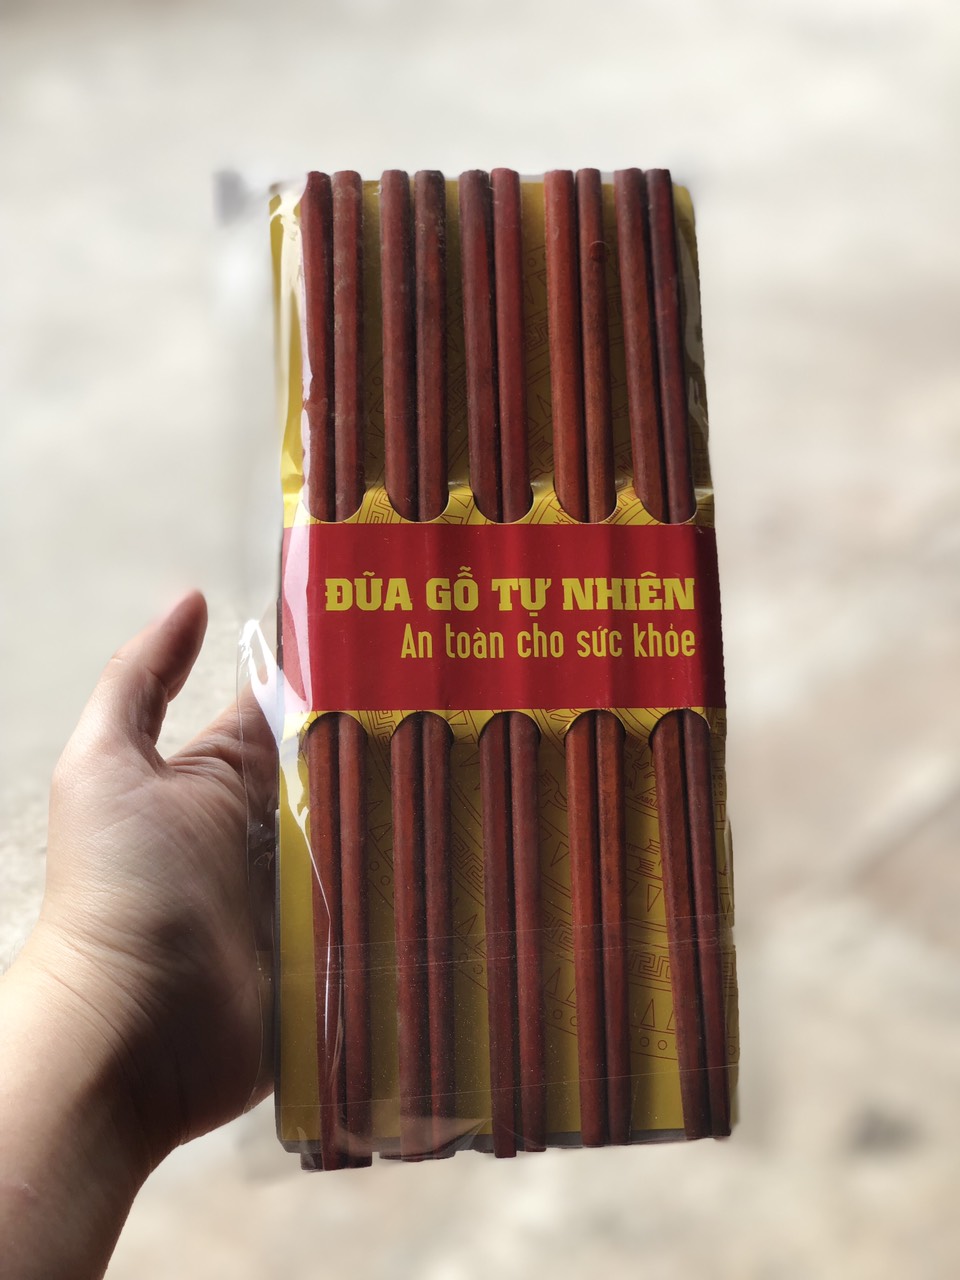 ĐŨA GỖ TỰ NHIÊN
An toàn cho sức khỏe